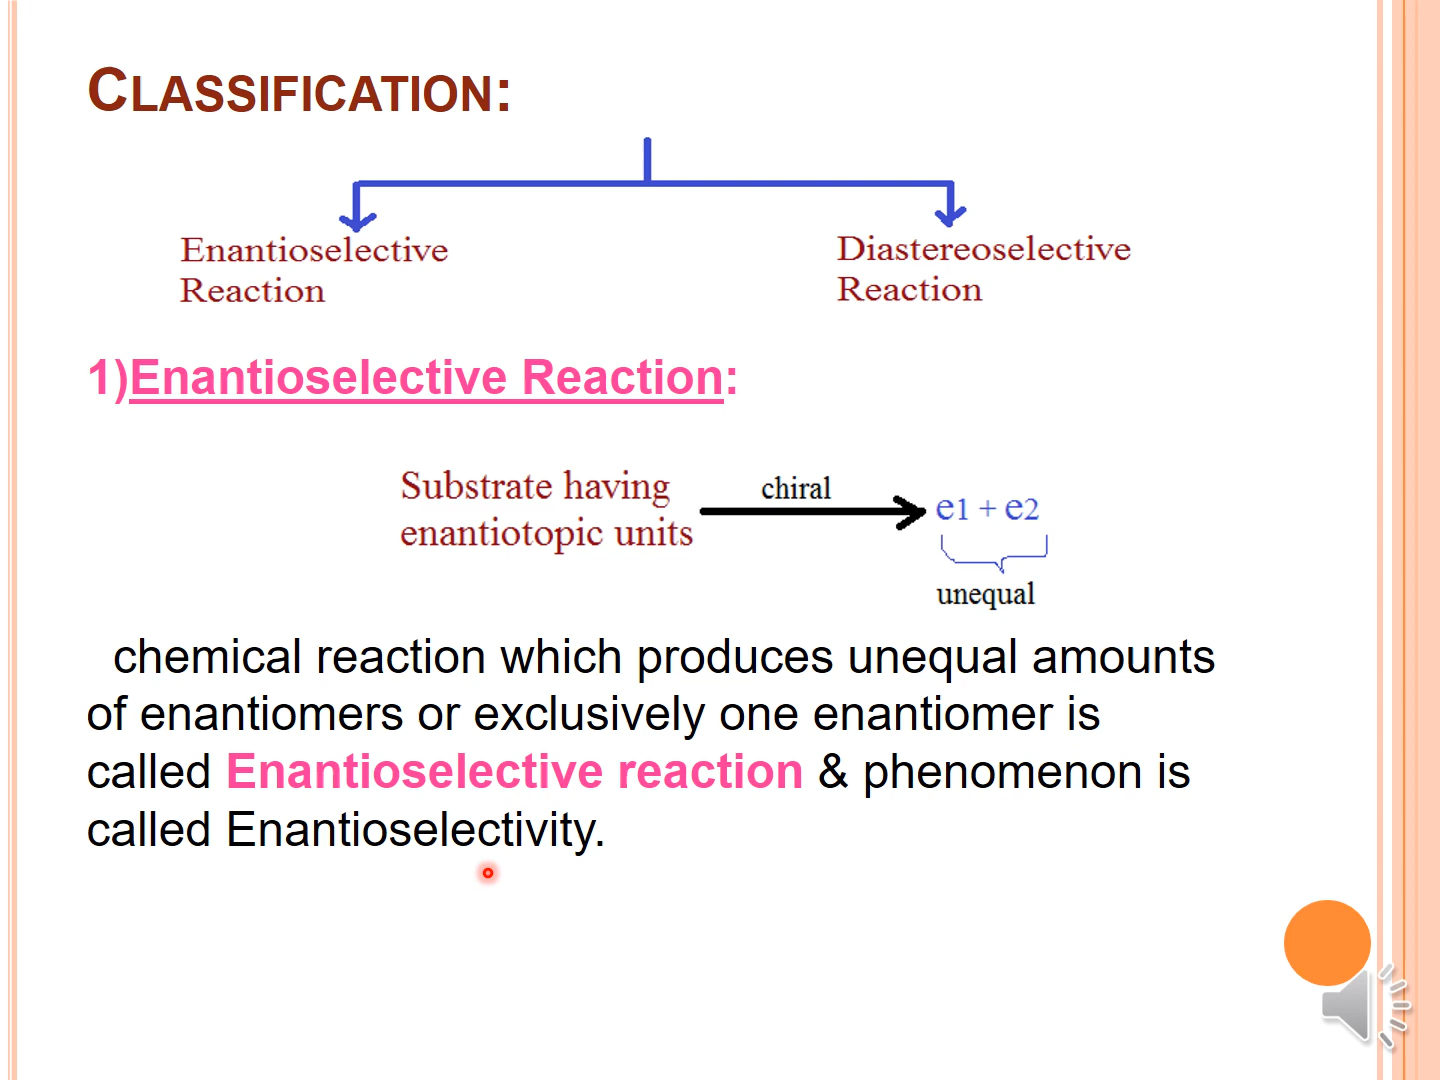 CLASSIFICATION:
Enantioselective
Reaction
Diastereoselective
Reaction
1)Enantioselective Reaction:
Substrate having
enantiotopic units
chiral
e1 + e2
unequal
chemical reaction which produces unequal amounts
of enantiomers or exclusively one enantiomer is
called Enantioselective reaction & phenomenon is
called Enantioselectivity.